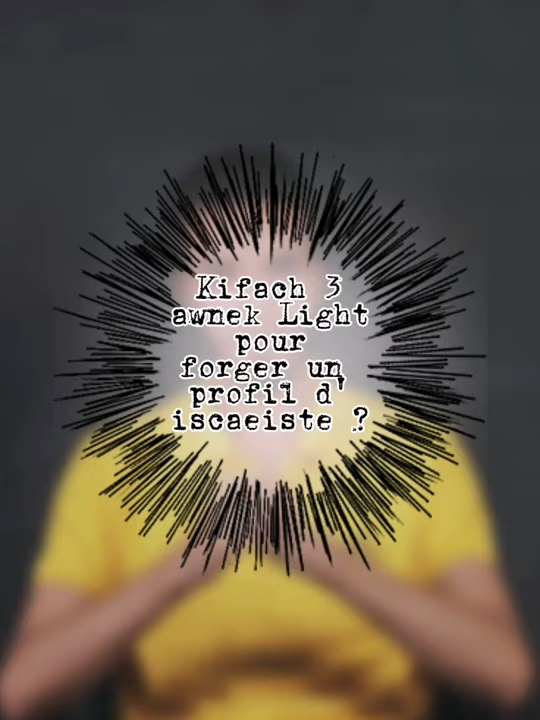 Kifach 3
awnek Light
pour
forger un
profil d'
iscaeiste ?